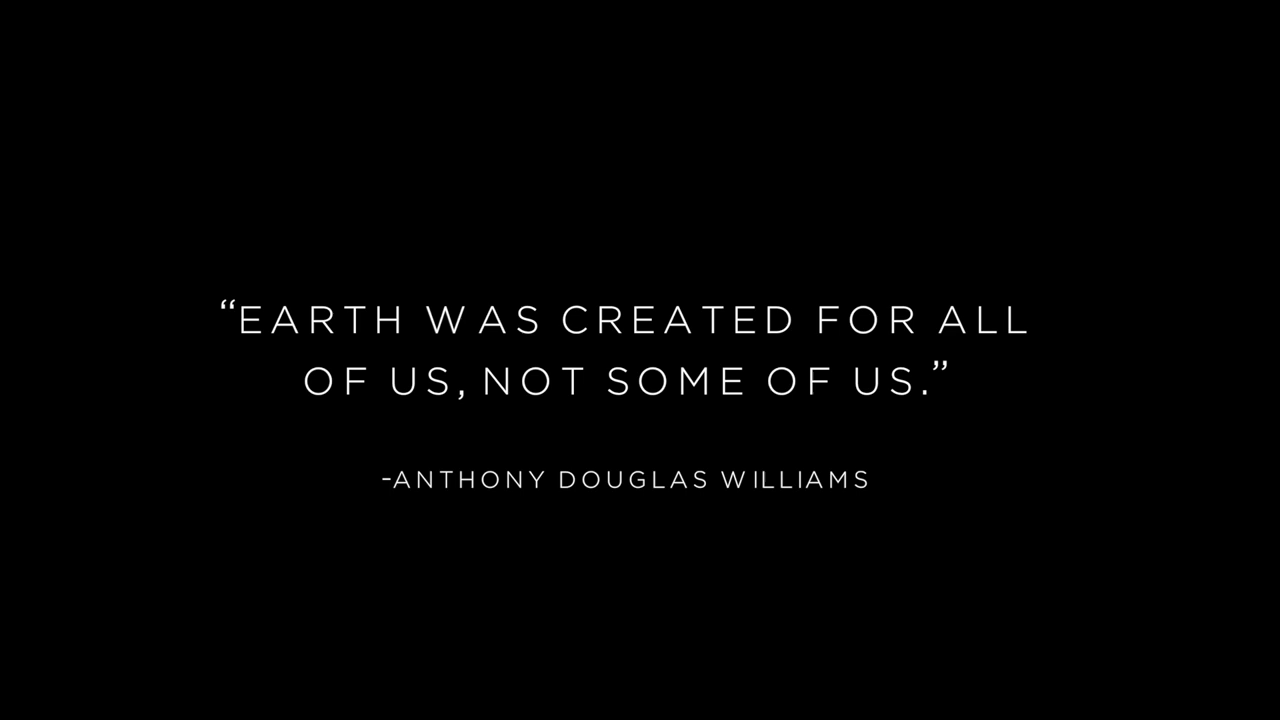 “EARTH WAS CREATED FOR ALL
OF US, NOT SOME OF US.”
-ANTHONY DOUGLAS WILLIAMS